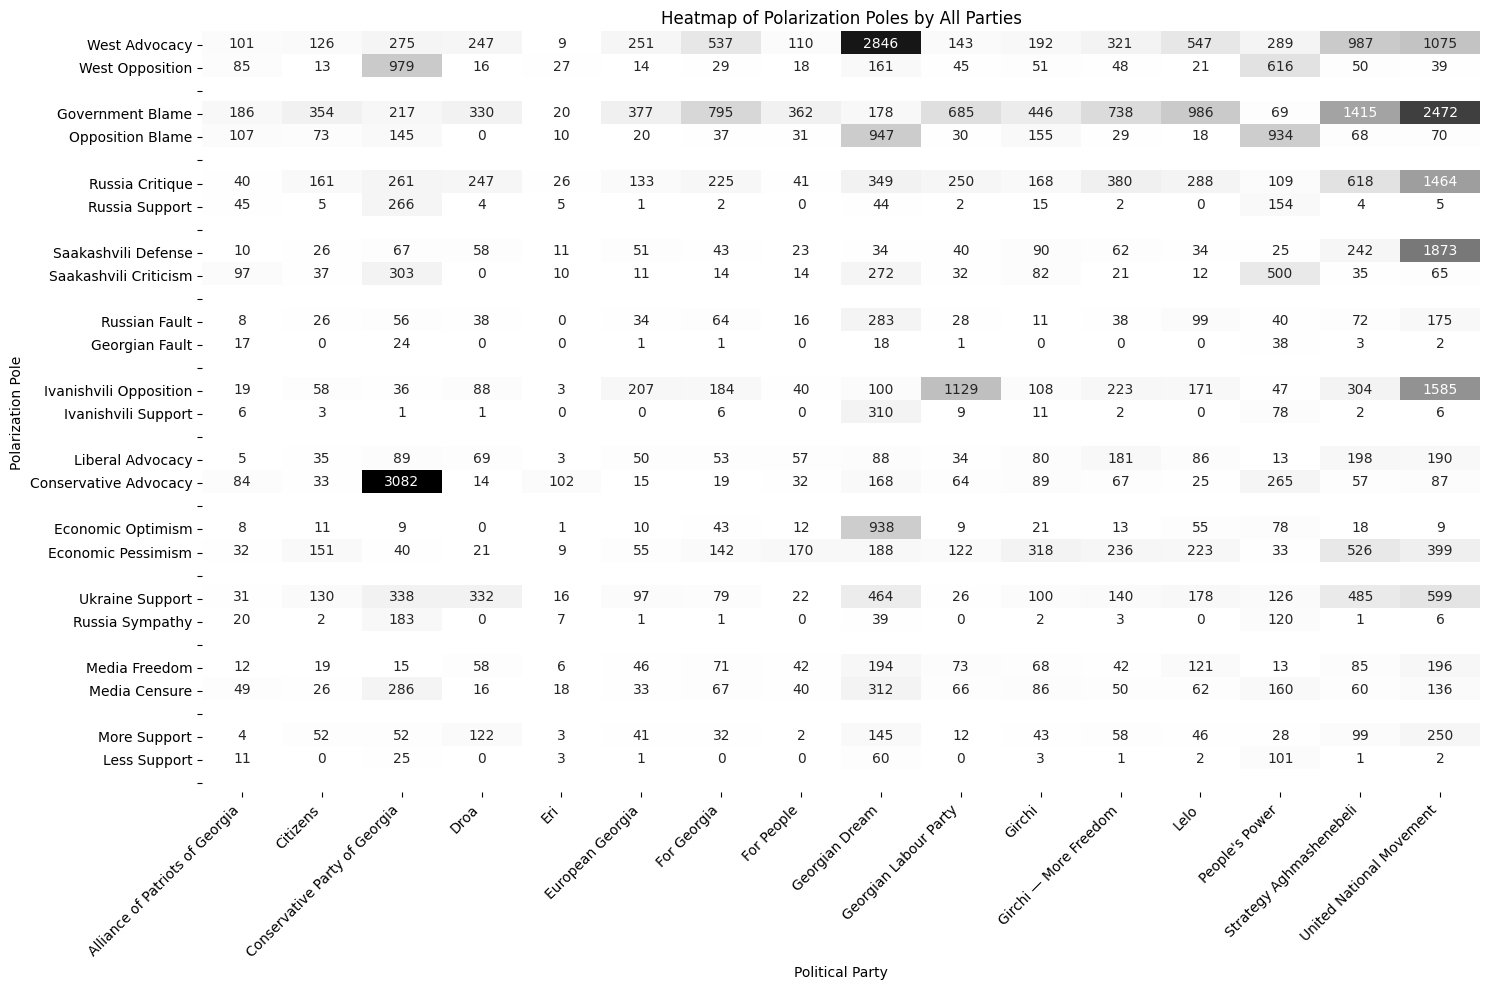 Heatmap of Polarization Poles by All Parties
West Advocacy 101 126 275 247 9 251 537 110 2846 143 192 321 547 289 987 1075
West Opposition 85 13 979 16 27 14 29 18 161 45 51 48 21 616 50 39
Government Blame 186 354 217 330 20 377 795 362 178 685 446 738 986 69 1415 2472
Opposition Blame 107 73 145 0 10 20 37 31 947 30 155 29 18 934 68 70
Russia Critique 40 161 261 247 26 133 225 41 349 250 168 380 288 109 618 1464
Russia Support 45 5 266 4 5 1 2 0 44 2 15 2 0 154 4 5
Saakashvili Defense 10 26 67 58 11 51 43 23 34 40 90 62 34 25 242 1873
Saakashvili Criticism 97 37 303 0 10 11 14 14 272 32 82 21 12 500 35 65
Russian Fault 8 26 56 38 0 34 64 16 283 28 11 38 99 40 72 175
Georgian Fault 17 0 24 0 0 1 1 0 18 1 0 0 0 38 3 2
Ivanishvili Opposition 19 58 36 88 3 207 184 40 100 1129 108 223 171 47 304 1585
Ivanishvili Support 6 3 1 1 0 0 6 0 310 9 11 2 0 78 2 6
Liberal Advocacy 5 35 89 69 3 50 53 57 88 34 80 181 86 13 198 190
Conservative Advocacy 84 33 3082 14 102 15 19 32 168 64 89 67 25 265 57 87
Economic Optimism 8 11 9 0 1 10 43 12 938 9 21 13 55 78 18 9
Economic Pessimism 32 151 40 21 9 55 142 170 188 122 318 236 223 33 526 399
Ukraine Support 31 130 338 332 16 97 79 22 464 26 100 140 178 126 485 599
Russia Sympathy 20 2 183 0 7 1 1 0 39 0 2 3 0 120 1 6
Media Freedom 12 19 15 58 6 46 71 42 194 73 68 42 121 13 85 196
Media Censure 49 26 286 16 18 33 67 40 312 66 86 50 62 160 60 136
More Support 4 52 52 122 3 41 32 2 145 12 43 58 46 28 99 250
Less Support 11 0 25 0 3 1 0 0 60 0 3 1 2 101 1 2
Polarization Pole
Alliance of Patriots of Georgia
Citizens
Conservative Party of Georgia
Droa
Eri
European Georgia
For Georgia
For People
Georgian Dream
Georgian Labour Party
Girchi
Girchi — More Freedom
Lelo
People's Power
Strategy Aghmashenebeli
United National Movement
Political Party